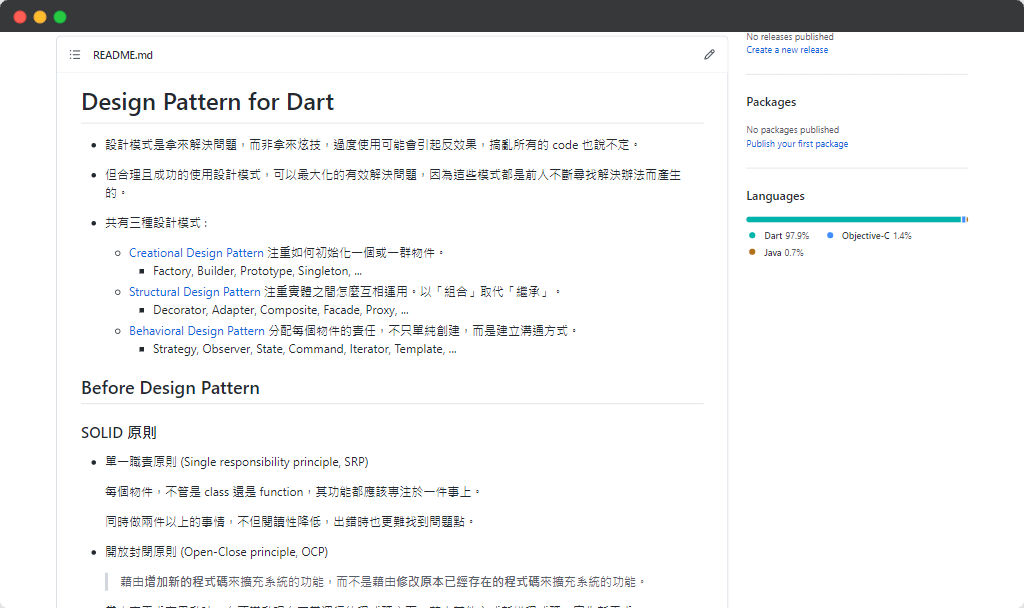 README.md
Design Pattern for Dart
設計模式是拿來解決問題，而非拿來炫技，過度使用可能會引起反效果，搞亂所有的 code 也說不定。
但合理且成功的使用設計模式，可以最大化的有效解決問題，因為這些模式都是前人不斷尋找解決辦法而產生
的。
共有三種設計模式 :
Creational Design Pattern 注重如何初始化一個或一群物件。
Factory, Builder, Prototype, Singleton, ...
Structural Design Pattern 注重實體之間怎麼互相運用。以「組合」取代「繼承」。
Decorator, Adapter, Composite, Facade, Proxy, ...
Behavioral Design Pattern 分配每個物件的責任，不只單純創建，而是建立溝通方式。
Strategy, Observer, State, Command, Iterator, Template, ...
Before Design Pattern
SOLID 原則
單一職責原則 (Single responsibility principle, SRP)
每個物件，不管是 class 還是 function，其功能都應該專注於一件事上。
同時做兩件以上的事情，不但閱讀性降低，出錯時也更難找到問題點。
開放封閉原則 (Open-Close principle, OCP)
藉由增加新的程式碼來擴充系統的功能，而不是藉由修改原本已經存在的程式碼來擴充系統的功能。
No releases published
Create a new release
Packages
No packages published
Publish your first package
Languages
Dart 97.9% Objective-C 1.4%
Java 0.7%